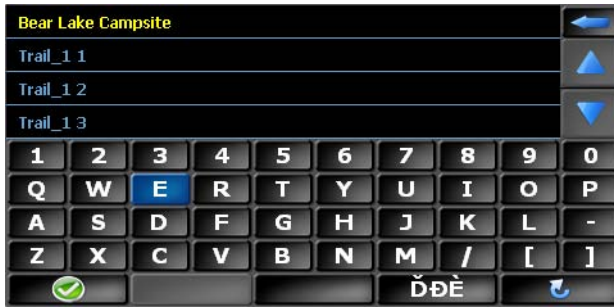 Bear Lake Campsite
Trail_1 1
Trail_1 2
Trail_1 3
1 2 3 4 5 6 7 8 9 0
Q W E R T Y U I O P
A S D F G H J K L -
Z X C V B N M / [ ]
ĎĐÈ